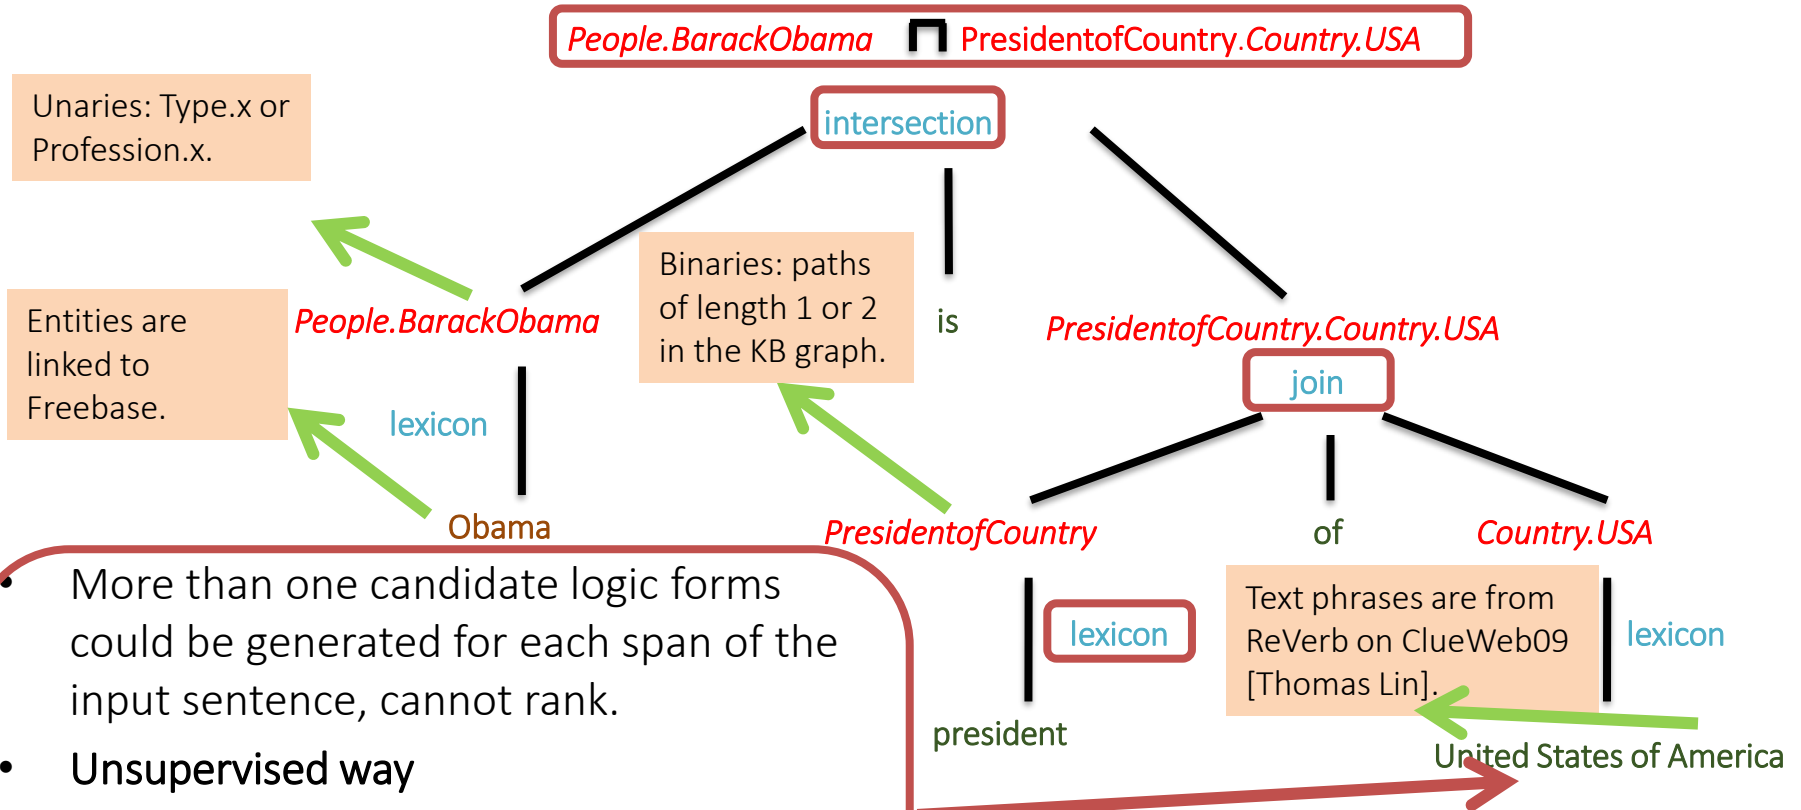 People.BarackObama ⊓ PresidentofCountry.Country.USA
Unaries: Type.x or
Profession.x.
intersection
Binaries: paths
of length 1 or 2
in the KB graph.
Entities are
linked to
Freebase.
People.BarackObama
is
PresidentofCountry.Country.USA
join
lexicon
Obama
PresidentofCountry
of
Country.USA
• More than one candidate logic forms
could be generated for each span of the
input sentence, cannot rank.
• Unsupervised way
lexicon
Text phrases are from
ReVerb on ClueWeb09
[Thomas Lin].
lexicon
president
United States of America